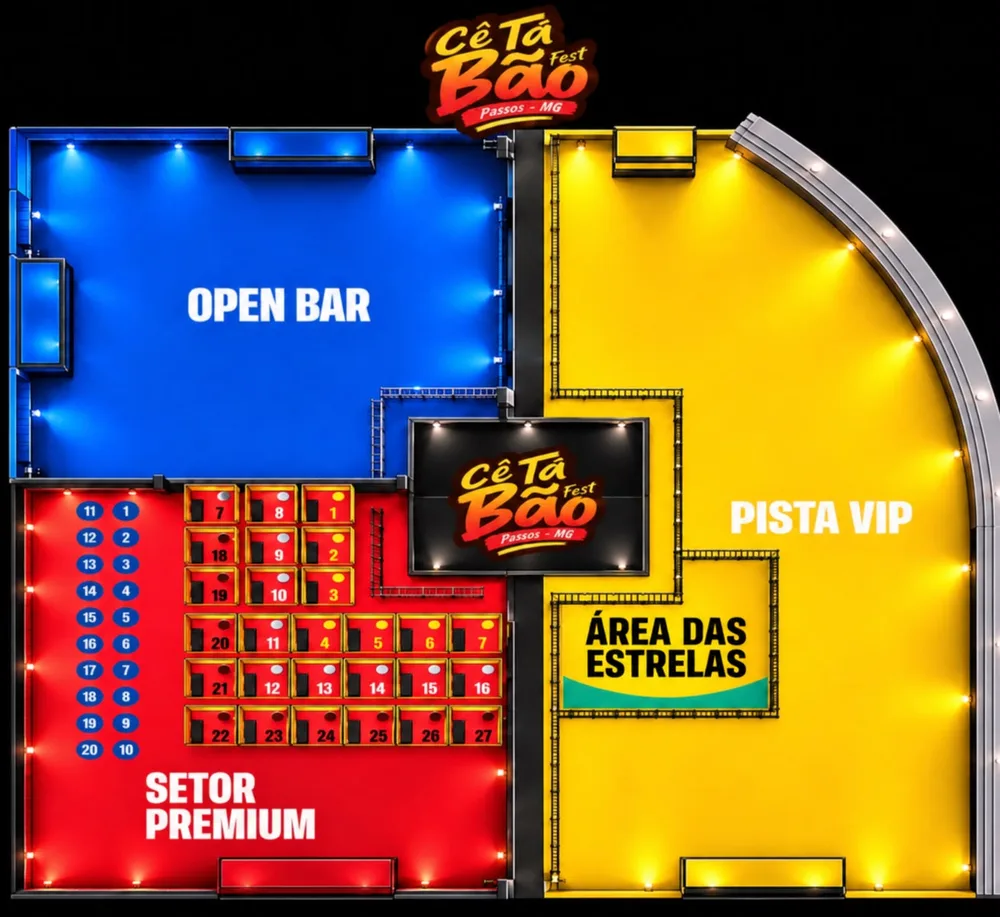 Cê Tá
Bão Fest
Passos - MG
OPEN BAR
Cê Tá
Bão Fest
Passos - MG
PISTA VIP
ÁREA DAS
ESTRELAS
11 1
12 2
13 3
14 4
15 5
16 6
17 7
18 8
19 9
20 10
7 8 1
18 9 2
19 10 3
20 11 4 5 6 7
21 12 13 14 15 16
22 23 24 25 26 27
SETOR
PREMIUM